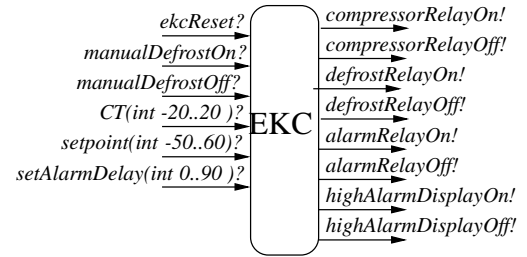 ekcReset?
manualDefrostOn?
manualDefrostOff?
CT(int -20..20 )?
setpoint(int -50..60)?
setAlarmDelay(int 0..90 )?
EKC
compressorRelayOn!
compressorRelayOff!
defrostRelayOn!
defrostRelayOff!
alarmRelayOn!
alarmRelayOff!
highAlarmDisplayOn!
highAlarmDisplayOff!